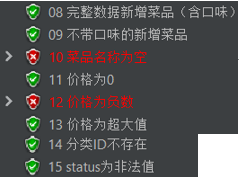 08 完整数据新增菜品（含口味）
09 不带口味的新增菜品
10 菜品名称为空
11 价格为0
12 价格为负数
13 价格为超大值
14 分类ID不存在
15 status为非法值